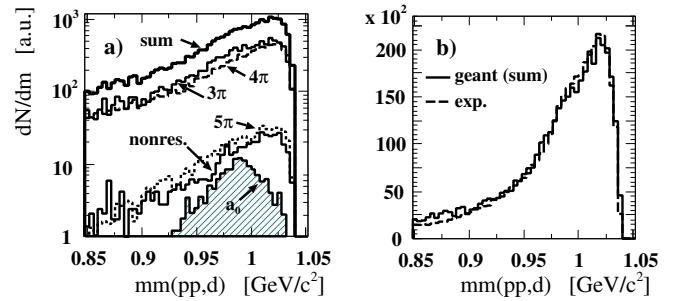 dN/dm [a.u.]
10³
10²
10
1
a)
sum
4π
3π
5π
nonres.
a₀
0.85 0.9 0.95 1 1.05
mm(pp,d) [GeV/c²]
x 10²
200
150
100
50
0
b)
geant (sum)
exp.
0.85 0.9 0.95 1 1.05
mm(pp,d) [GeV/c²]